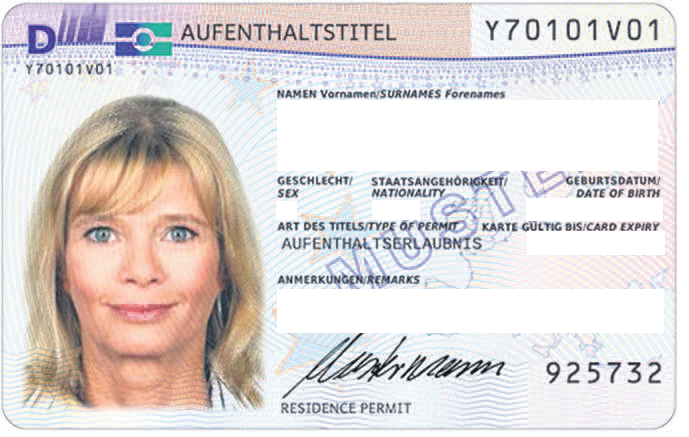 D AUFENTHALTSTITEL Y70101V01
Y70101V01
NAMEN Vornamen/SURNAMES Forenames
GESCHLECHT/ STAATSANGEHÖRIGKEIT/ GEBURTSDATUM/
SEX NATIONALITY DATE OF BIRTH
ART DES TITELS/TYPE OF PERMIT KARTE GÜLTIG BIS/CARD EXPIRY
AUFENTHALTSERLAUBNIS
MUSTER
ANMERKUNGEN/REMARKS
Mustermann
925732
RESIDENCE PERMIT